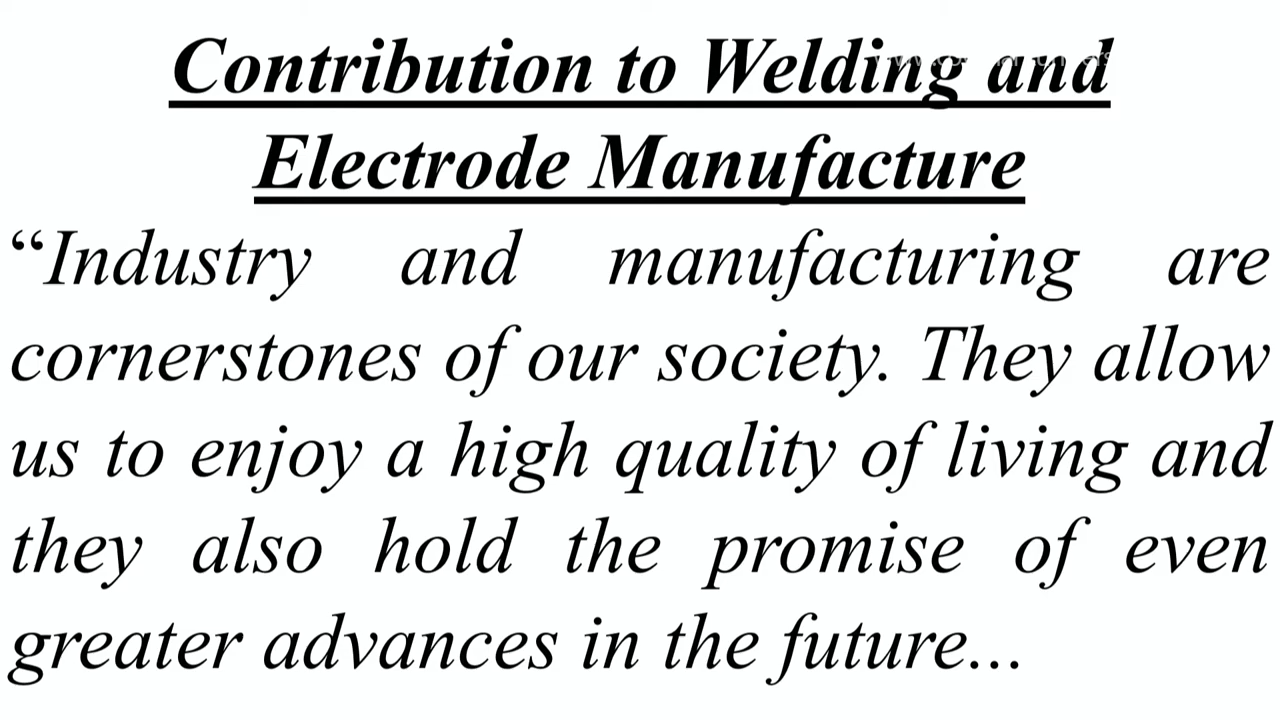 Contribution to Welding and
Electrode Manufacture
“Industry and manufacturing are
cornerstones of our society. They allow
us to enjoy a high quality of living and
they also hold the promise of even
greater advances in the future...